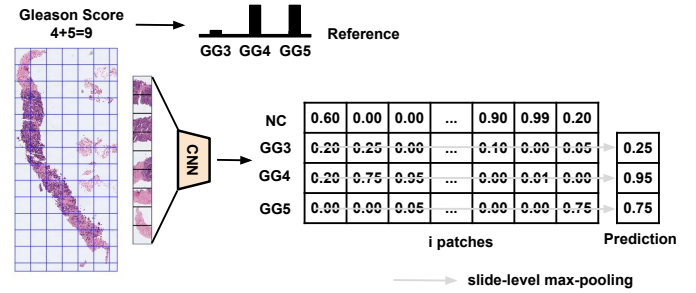 Gleason Score
4+5=9
GG3 GG4 GG5
Reference
CNN
NC 0.60 0.00 0.00 ... 0.90 0.99 0.20
GG3 0.20 0.25 0.00 ... 0.10 0.00 0.05 0.25
GG4 0.20 0.75 0.95 ... 0.00 0.01 0.00 0.95
GG5 0.00 0.00 0.05 ... 0.00 0.00 0.75 0.75
i patches
Prediction
slide-level max-pooling